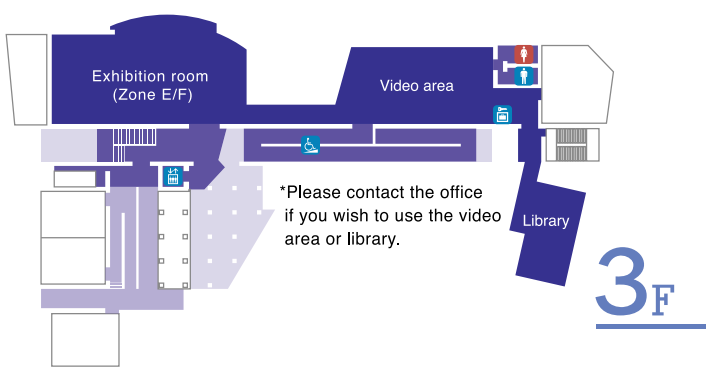 Exhibition room
(Zone E/F)
Video area
*Please contact the office
if you wish to use the video
area or library.
Library
3F